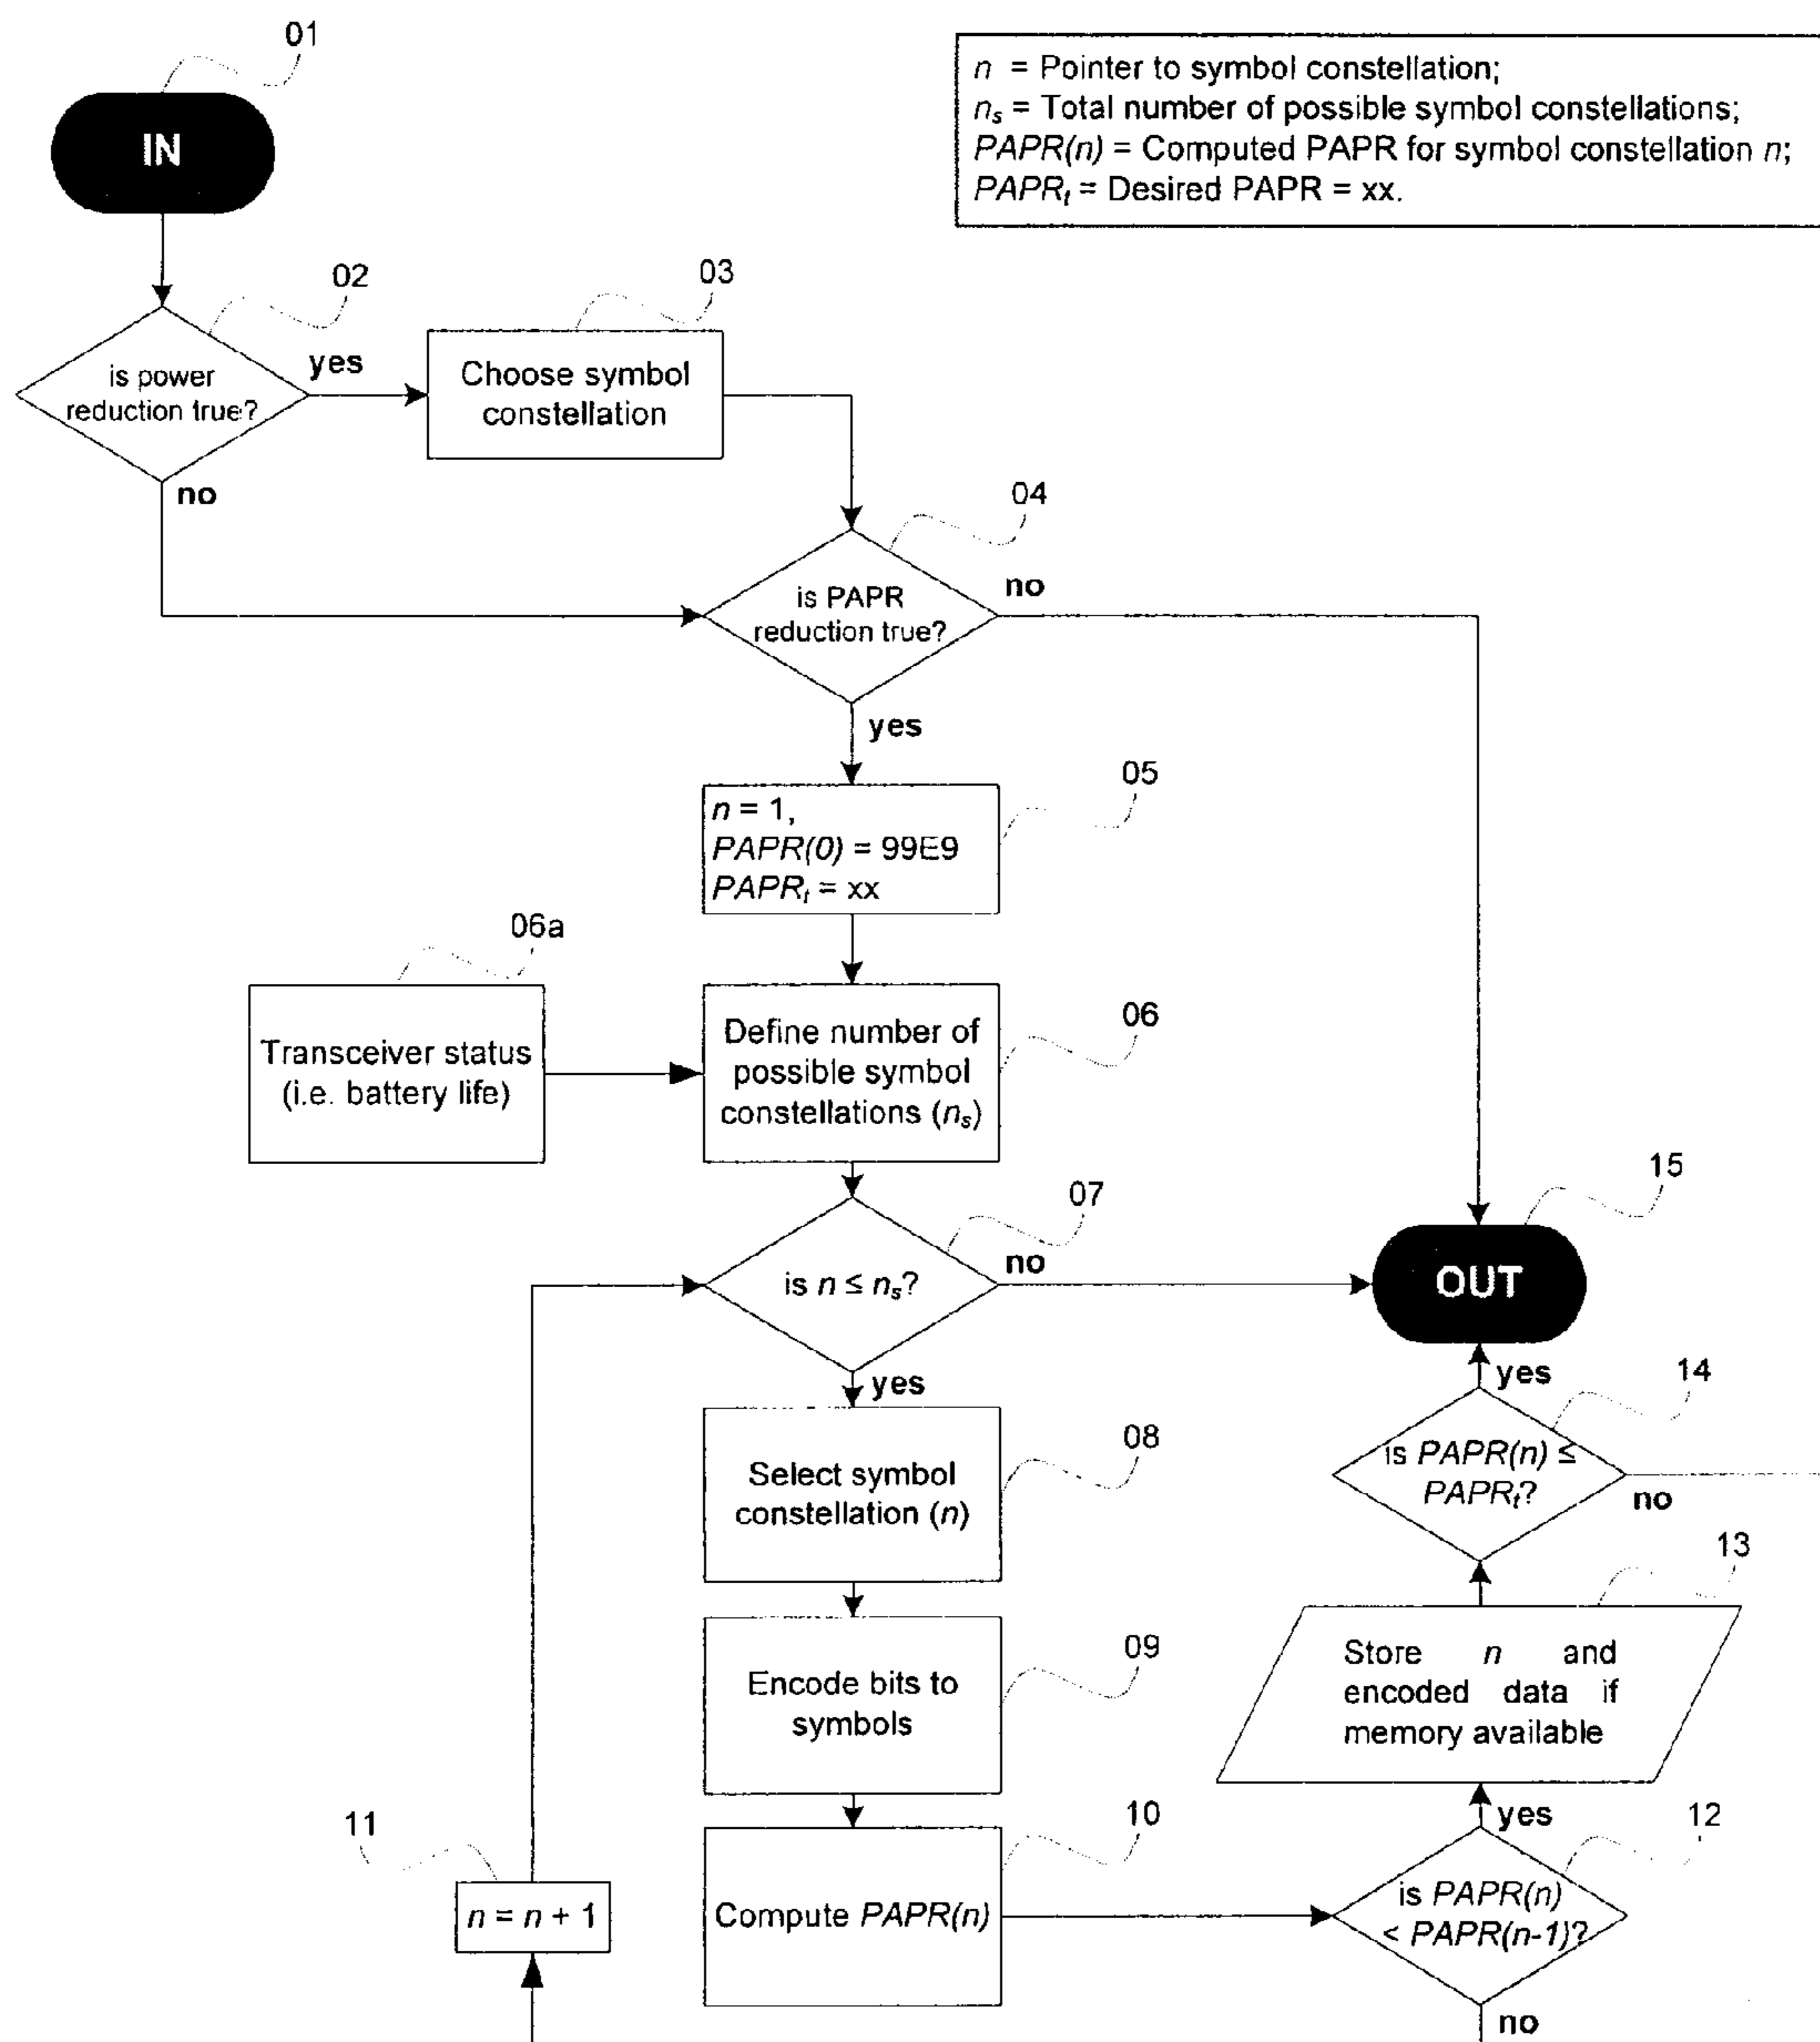 01
IN
n = Pointer to symbol constellation;
nₛ = Total number of possible symbol constellations;
PAPR(n) = Computed PAPR for symbol constellation n;
PAPRₜ = Desired PAPR = xx.
02
is power
reduction true?
yes
no
03
Choose symbol
constellation
04
is PAPR
reduction true?
no
yes
05
n = 1,
PAPR(0) = 99E9
PAPRₜ = xx
06a
Transceiver status
(i.e. battery life)
06
Define number of
possible symbol
constellations (nₛ)
07
is n ≤ nₛ?
no
yes
15
OUT
yes
14
is PAPR(n) ≤
PAPRₜ?
no
08
Select symbol
constellation (n)
13
Store n and
encoded data if
memory available
09
Encode bits to
symbols
yes
12
is PAPR(n)
< PAPR(n-1)?
no
10
Compute PAPR(n)
11
n = n + 1